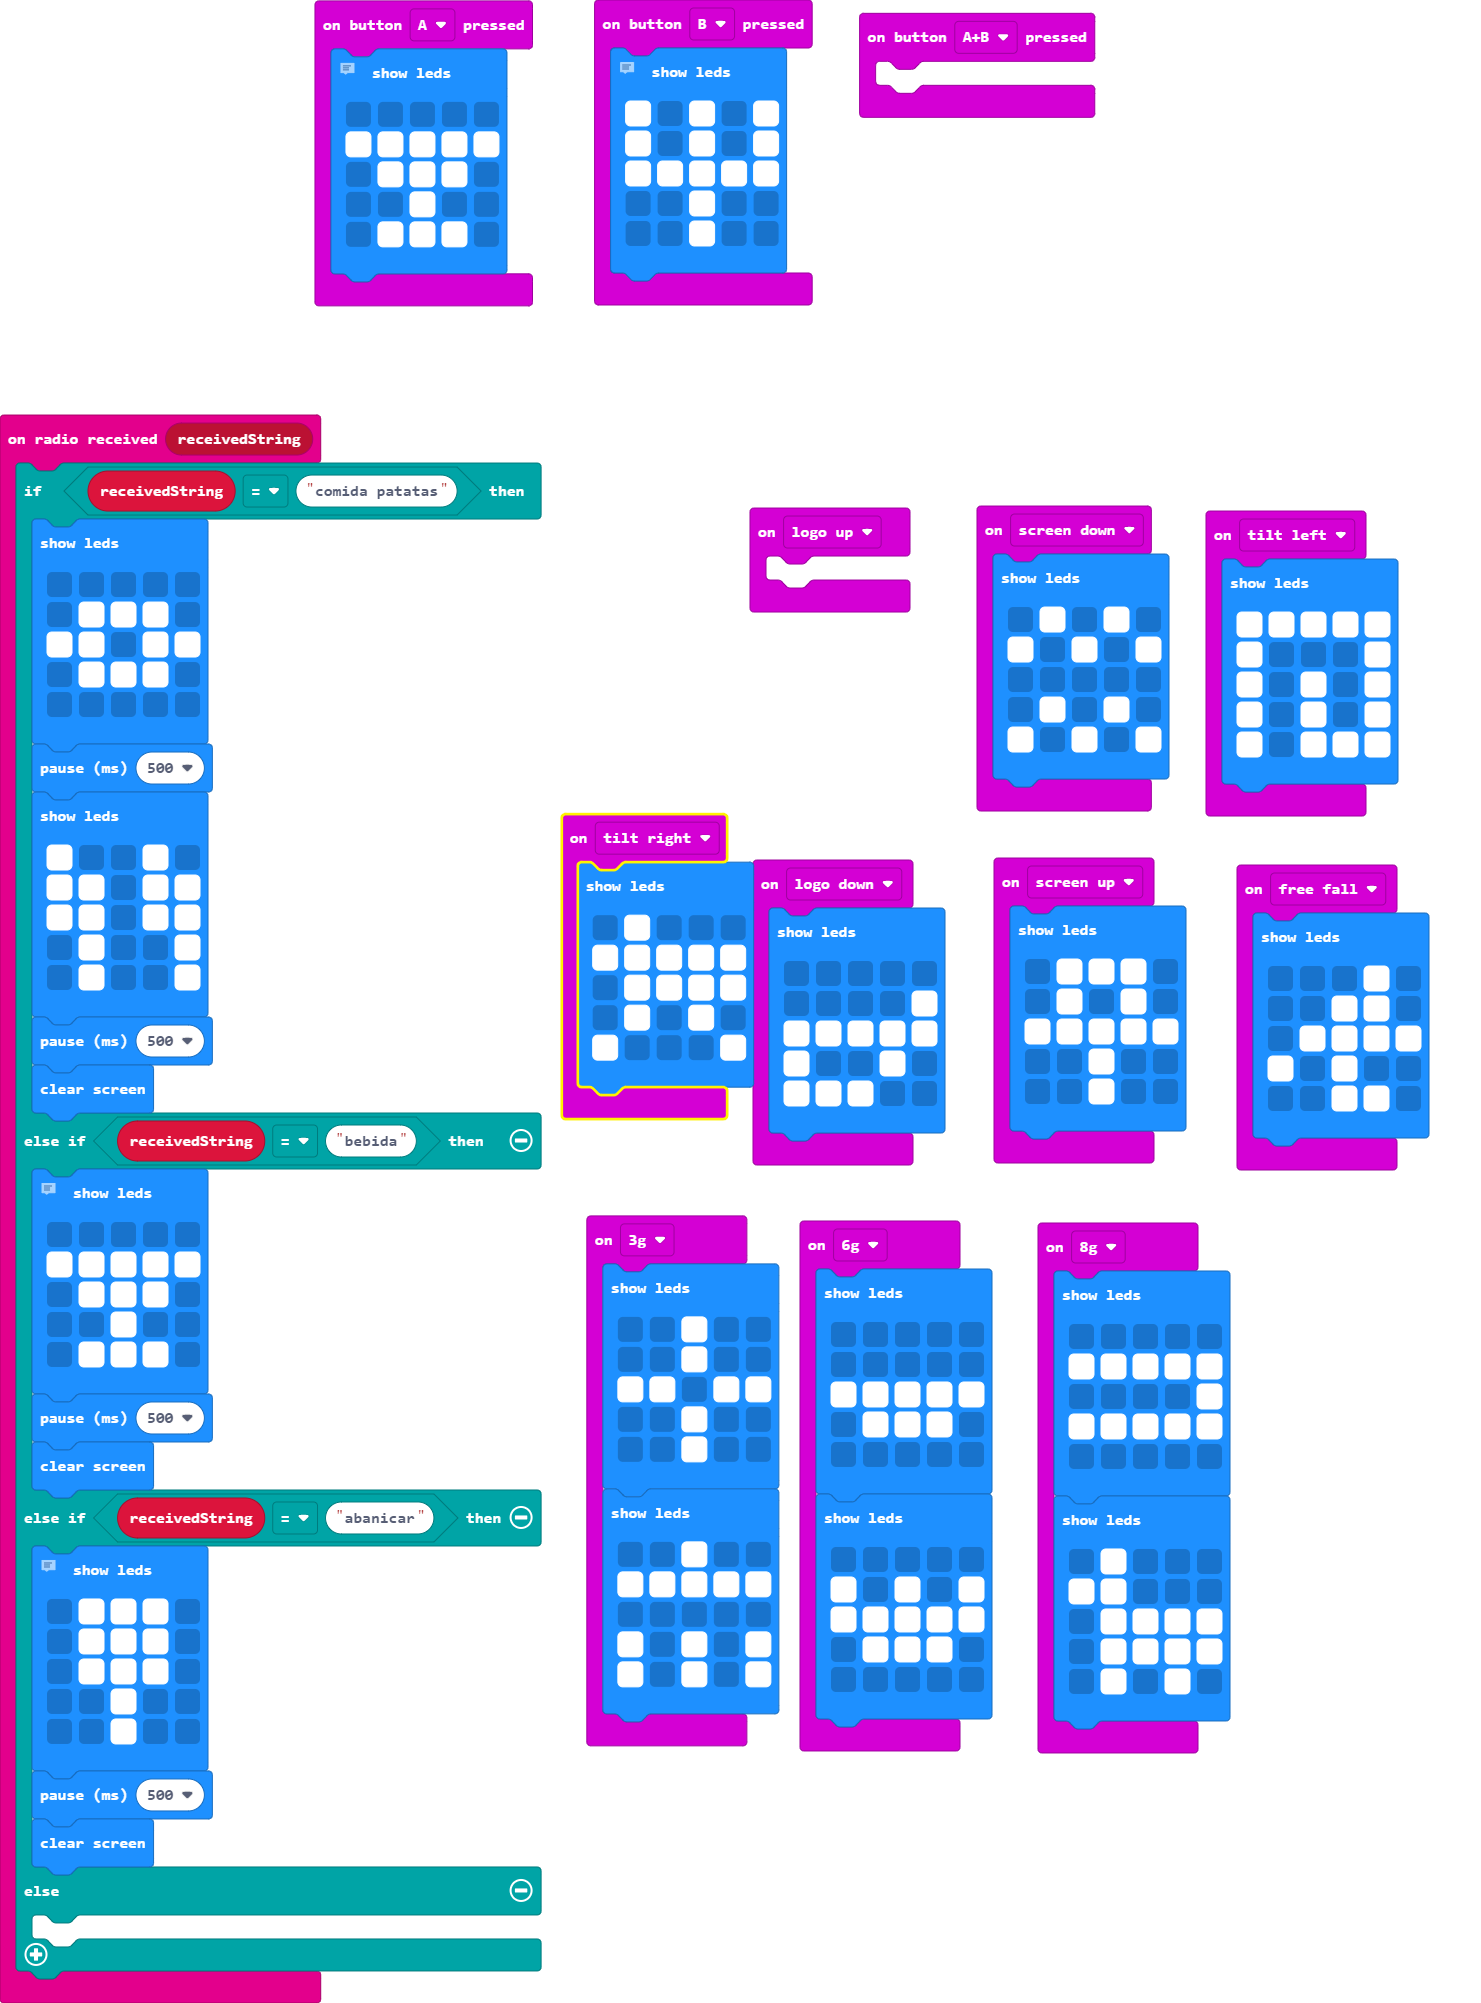 on button A pressed
show leds
on button B pressed
show leds
on button A+B pressed
on radio received receivedString
if receivedString = "comida patatas" then
show leds
pause (ms) 500
show leds
pause (ms) 500
clear screen
else if receivedString = "bebida" then
show leds
pause (ms) 500
clear screen
else if receivedString = "abanicar" then
show leds
pause (ms) 500
clear screen
else
on logo up
on screen down
show leds
on tilt left
show leds
on tilt right
show leds
on logo down
show leds
on screen up
show leds
on free fall
show leds
on 3g
show leds
show leds
on 6g
show leds
show leds
on 8g
show leds
show leds